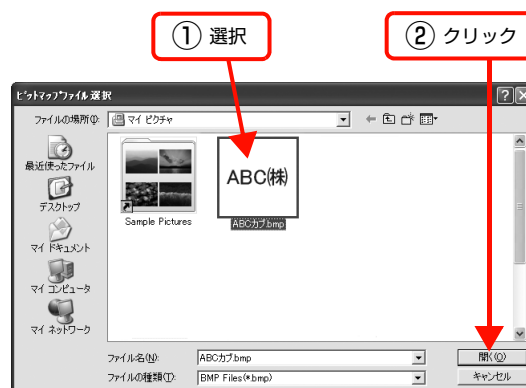 ① 選択
② クリック
ビットマップファイル選択
ファイルの場所(I):
マイ ピクチャ
最近使ったファイル
デスクトップ
マイ ドキュメント
マイ コンピュータ
マイ ネットワーク
ABC㈱
Sample Pictures
ABCカブ.bmp
ファイル名(N):
ABCカブ.bmp
開く(O)
ファイルの種類(T):
BMP Files(*.bmp)
キャンセル